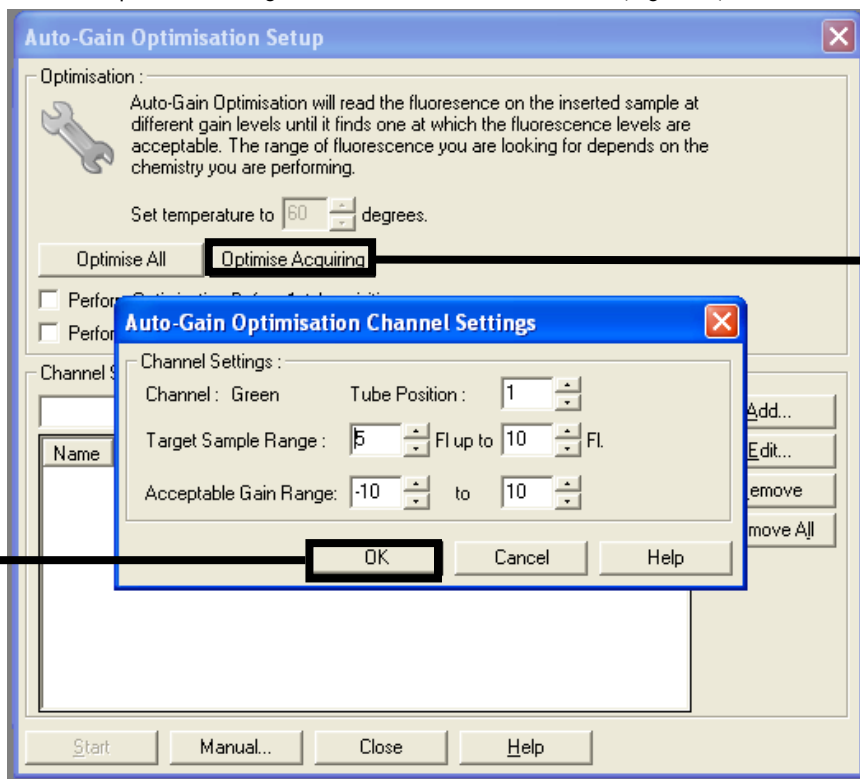 Auto-Gain Optimisation Setup
Optimisation :
Auto-Gain Optimisation will read the fluoresence on the inserted sample at
different gain levels until it finds one at which the fluorescence levels are
acceptable. The range of fluorescence you are looking for depends on the
chemistry you are performing.
Set temperature to 60 degrees.
Optimise All Optimise Acquiring
Perfor
Perfor
Auto-Gain Optimisation Channel Settings
Channel Settings :
Channel : Green Tube Position : 1
Target Sample Range : 5 Fl up to 10 Fl.
Acceptable Gain Range: -10 to 10
OK Cancel Help
Channel S
Name
Add...
Edit...
emove
move All
Start Manual... Close Help